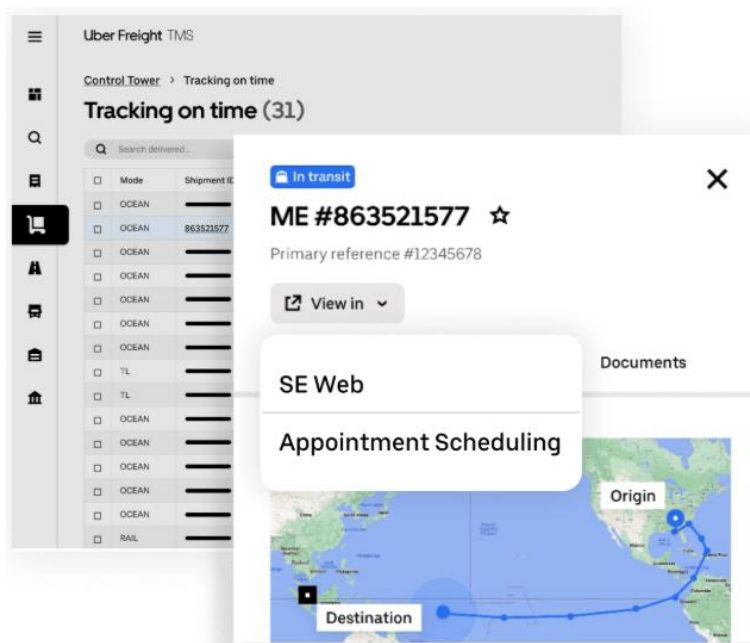 Uber Freight TMS
Control Tower > Tracking on time
Tracking on time (31)
Search delivered...
Mode Shipment ID
OCEAN
OCEAN 863521577
OCEAN
OCEAN
OCEAN
OCEAN
OCEAN
TL
TL
OCEAN
OCEAN
OCEAN
OCEAN
OCEAN
RAIL
In transit
ME #863521577
Primary reference #12345678
View in
SE Web
Appointment Scheduling
Documents
Origin
Destination